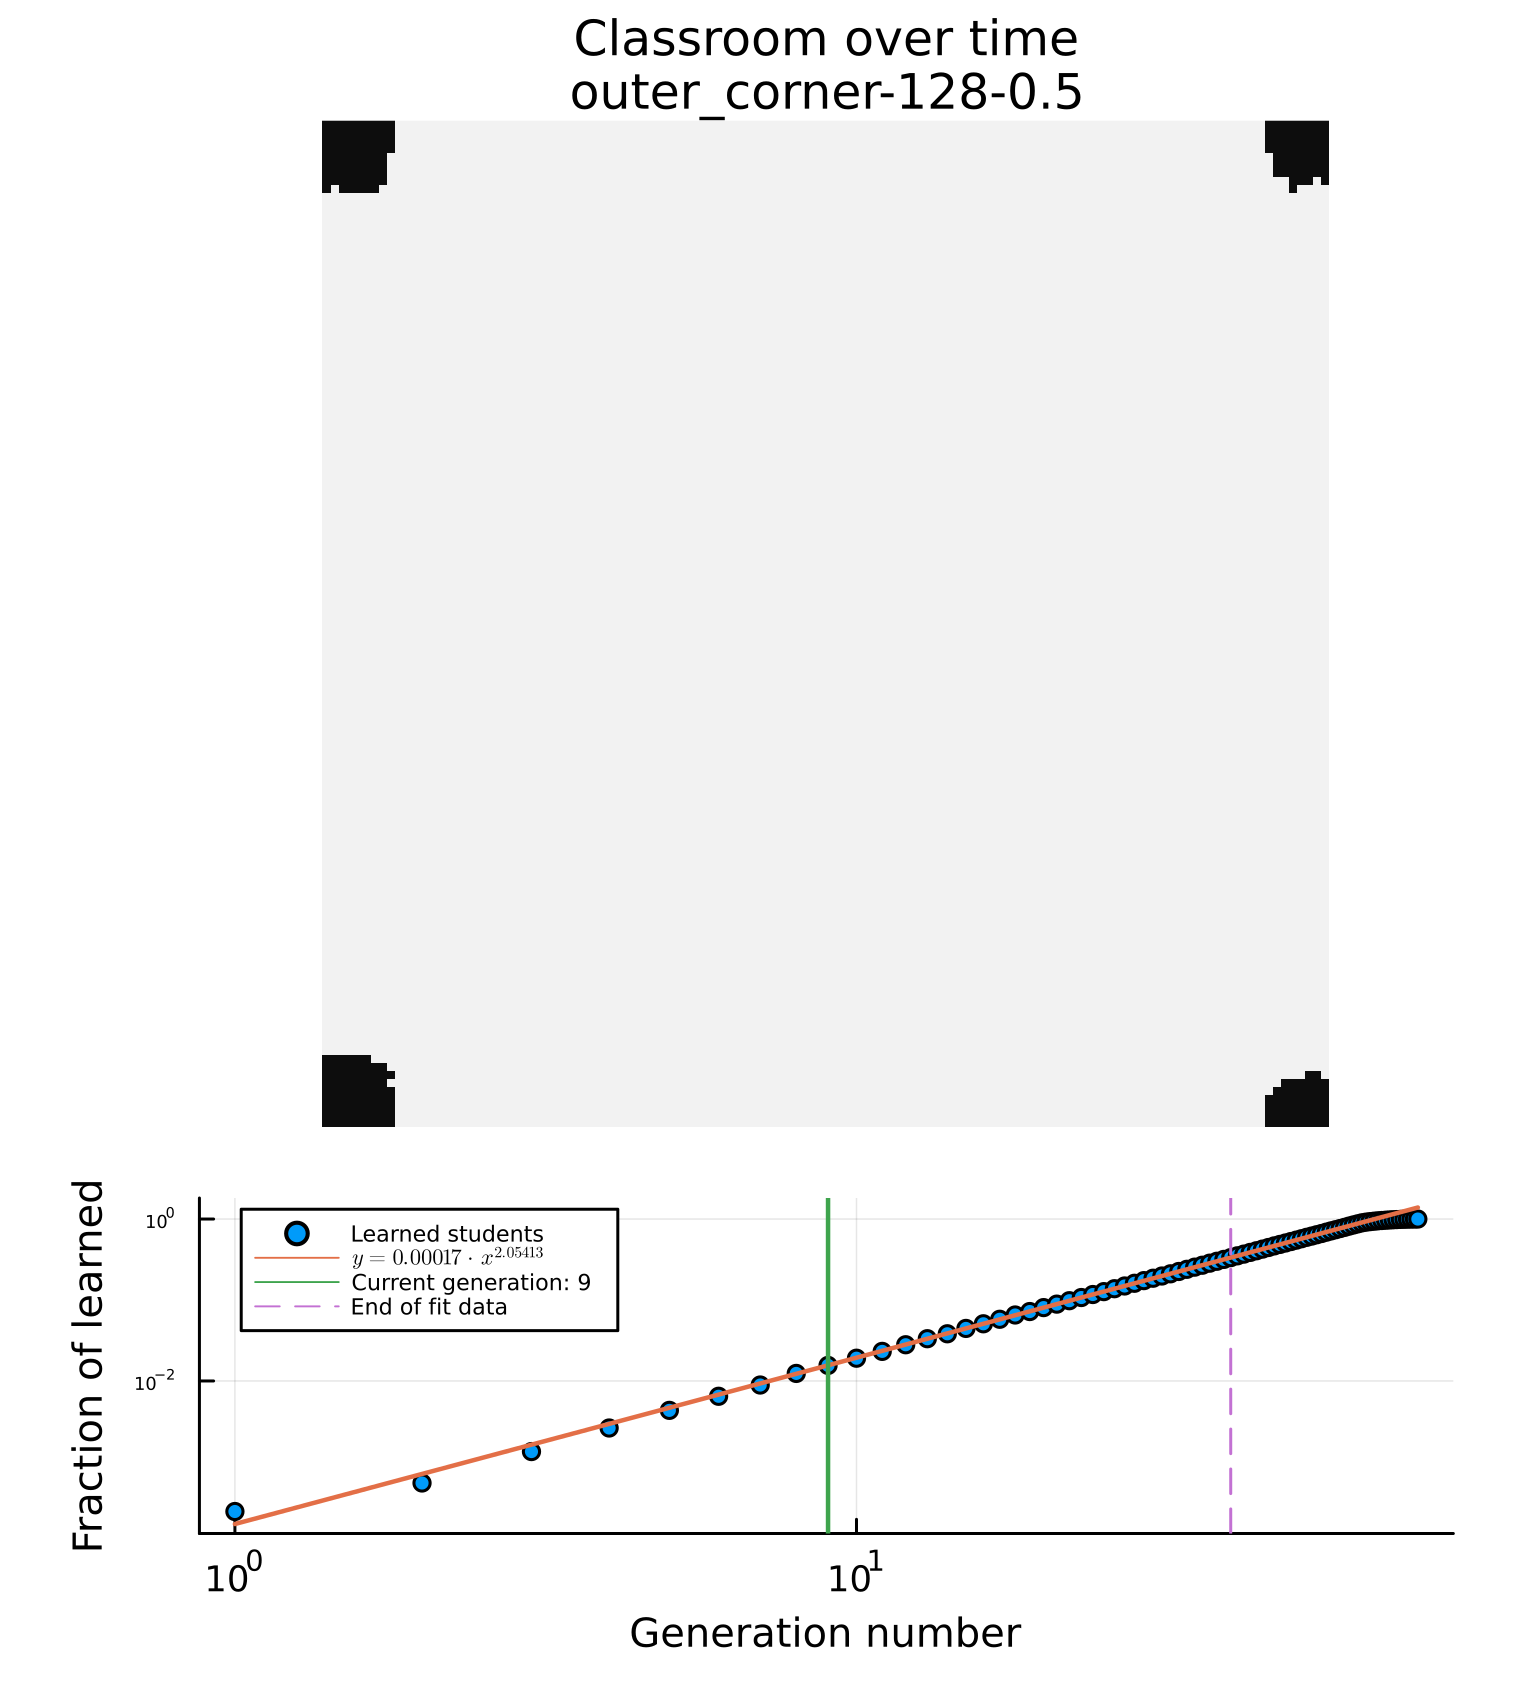 Classroom over time
outer_corner-128-0.5
Fraction of learned
10⁰
10⁻²
Learned students
y = 0.00017 · x^2.05413
Current generation: 9
End of fit data
10⁰
10¹
Generation number